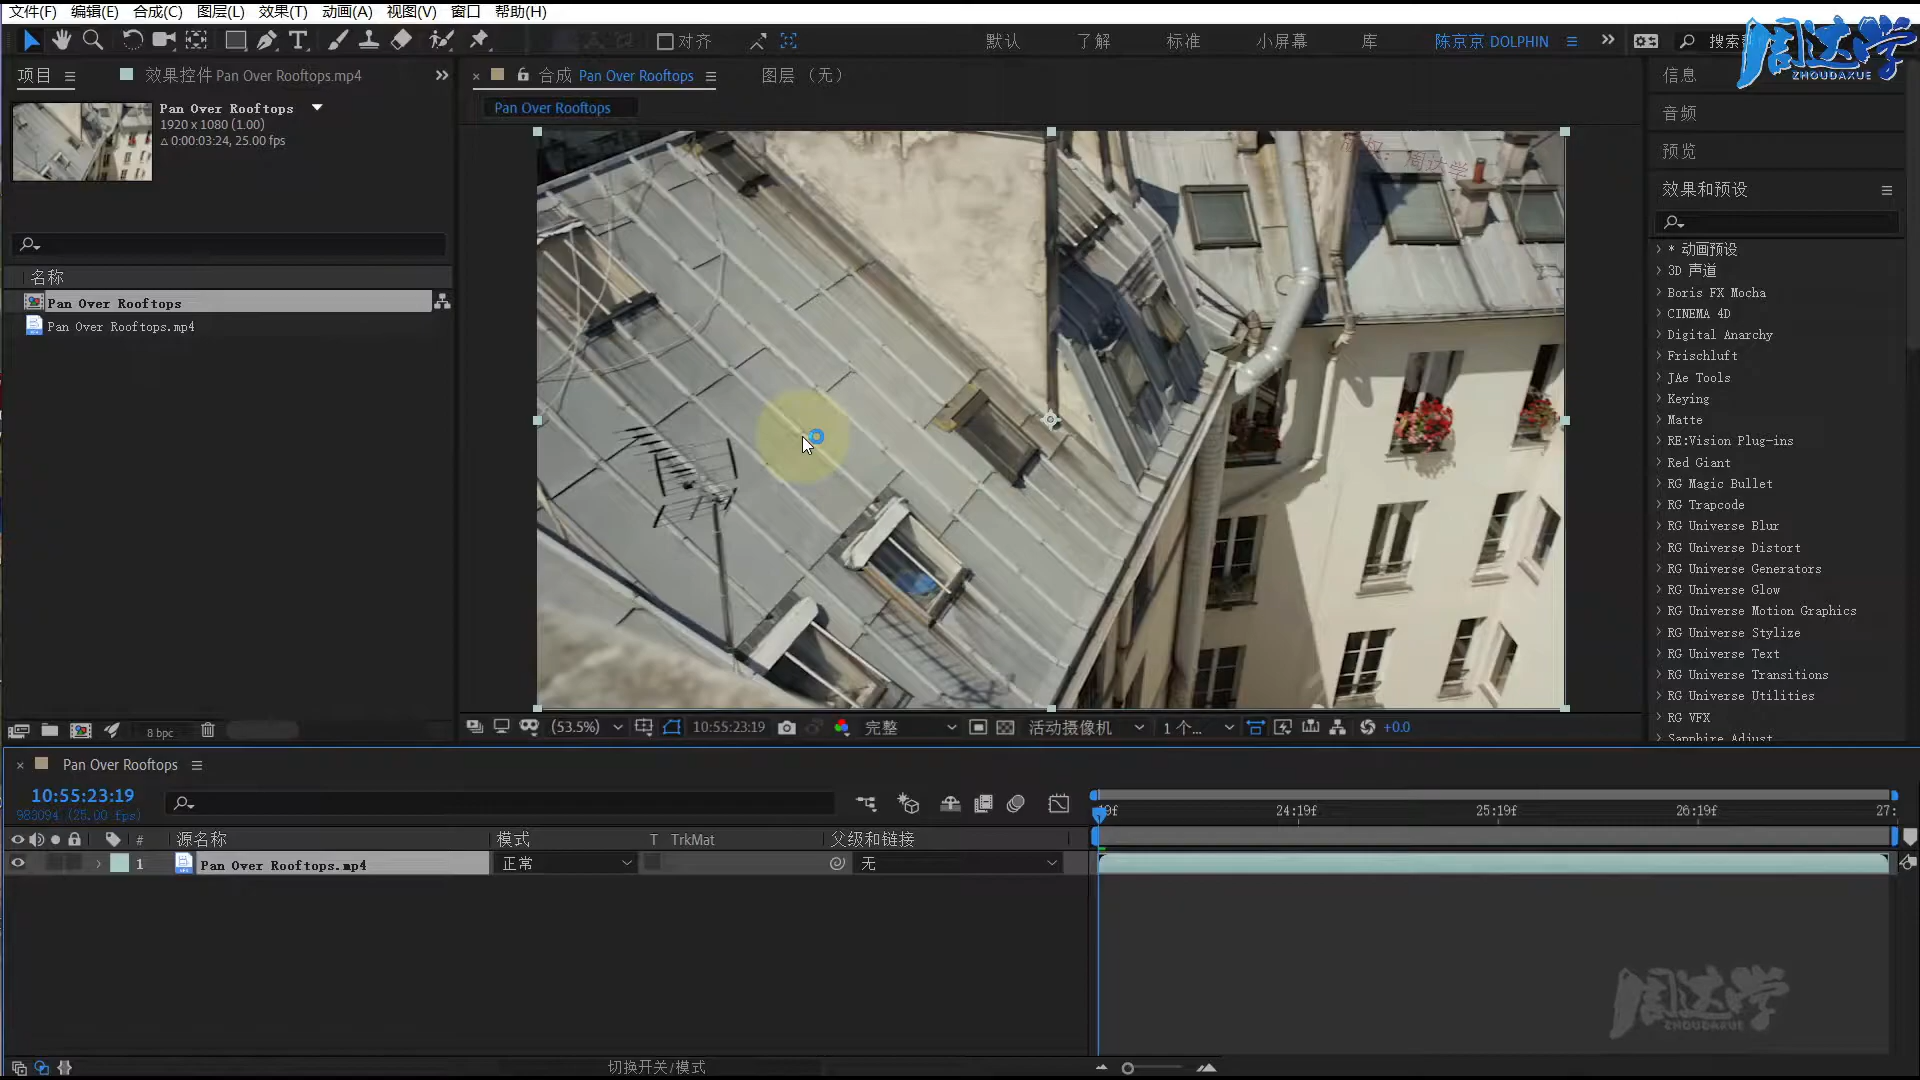 文件(F) 编辑(E) 合成(C) 图层(L) 效果(T) 动画(A) 视图(V) 窗口 帮助(H)
对齐 默认 了解 标准 小屏幕 库 陈京京 DOLPHIN 搜索
周达学
ZHOUDAXUE
项目 效果控件 Pan Over Rooftops.mp4
合成 Pan Over Rooftops 图层 (无)
信息
Pan Over Rooftops
1920 x 1080 (1.00)
Δ 0:00:03:24, 25.00 fps
Pan Over Rooftops
音频
预览
版权: 周达学
效果和预设
名称
Pan Over Rooftops
Pan Over Rooftops.mp4
* 动画预设
3D 声道
Boris FX Mocha
CINEMA 4D
Digital Anarchy
Frischluft
JAe Tools
Keying
Matte
RE:Vision Plug-ins
Red Giant
RG Magic Bullet
RG Trapcode
RG Universe Blur
RG Universe Distort
RG Universe Generators
RG Universe Glow
RG Universe Motion Graphics
RG Universe Stylize
RG Universe Text
RG Universe Transitions
RG Universe Utilities
RG VFX
Sapphire Adjust
8 bpc
(53.5%) 10:55:23:19 完整 活动摄像机 1 个... +0.0
Pan Over Rooftops
10:55:23:19
983094 (25.00 fps)
19f 24:19f 25:19f 26:19f 27:
# 源名称 模式 T TrkMat 父级和链接
1 Pan Over Rooftops.mp4 正常 无
周达学
ZHOUDAXUE
切换开关/模式